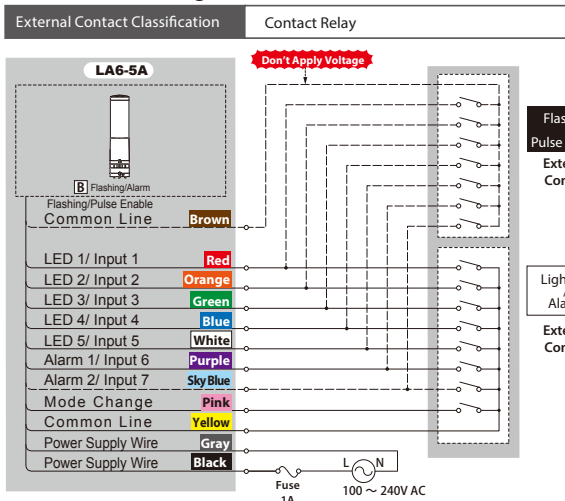 External Contact Classification Contact Relay
Don't Apply Voltage
LA6-5A
B Flashing/Alarm
Flashing/Pulse Enable
Common Line Brown
LED 1/ Input 1 Red
LED 2/ Input 2 Orange
LED 3/ Input 3 Green
LED 4/ Input 4 Blue
LED 5/ Input 5 White
Alarm 1/ Input 6 Purple
Alarm 2/ Input 7 Sky Blue
Mode Change Pink
Common Line Yellow
Power Supply Wire Gray
Power Supply Wire Black
Fuse
1A
L N
100 ~ 240V AC
Pulse